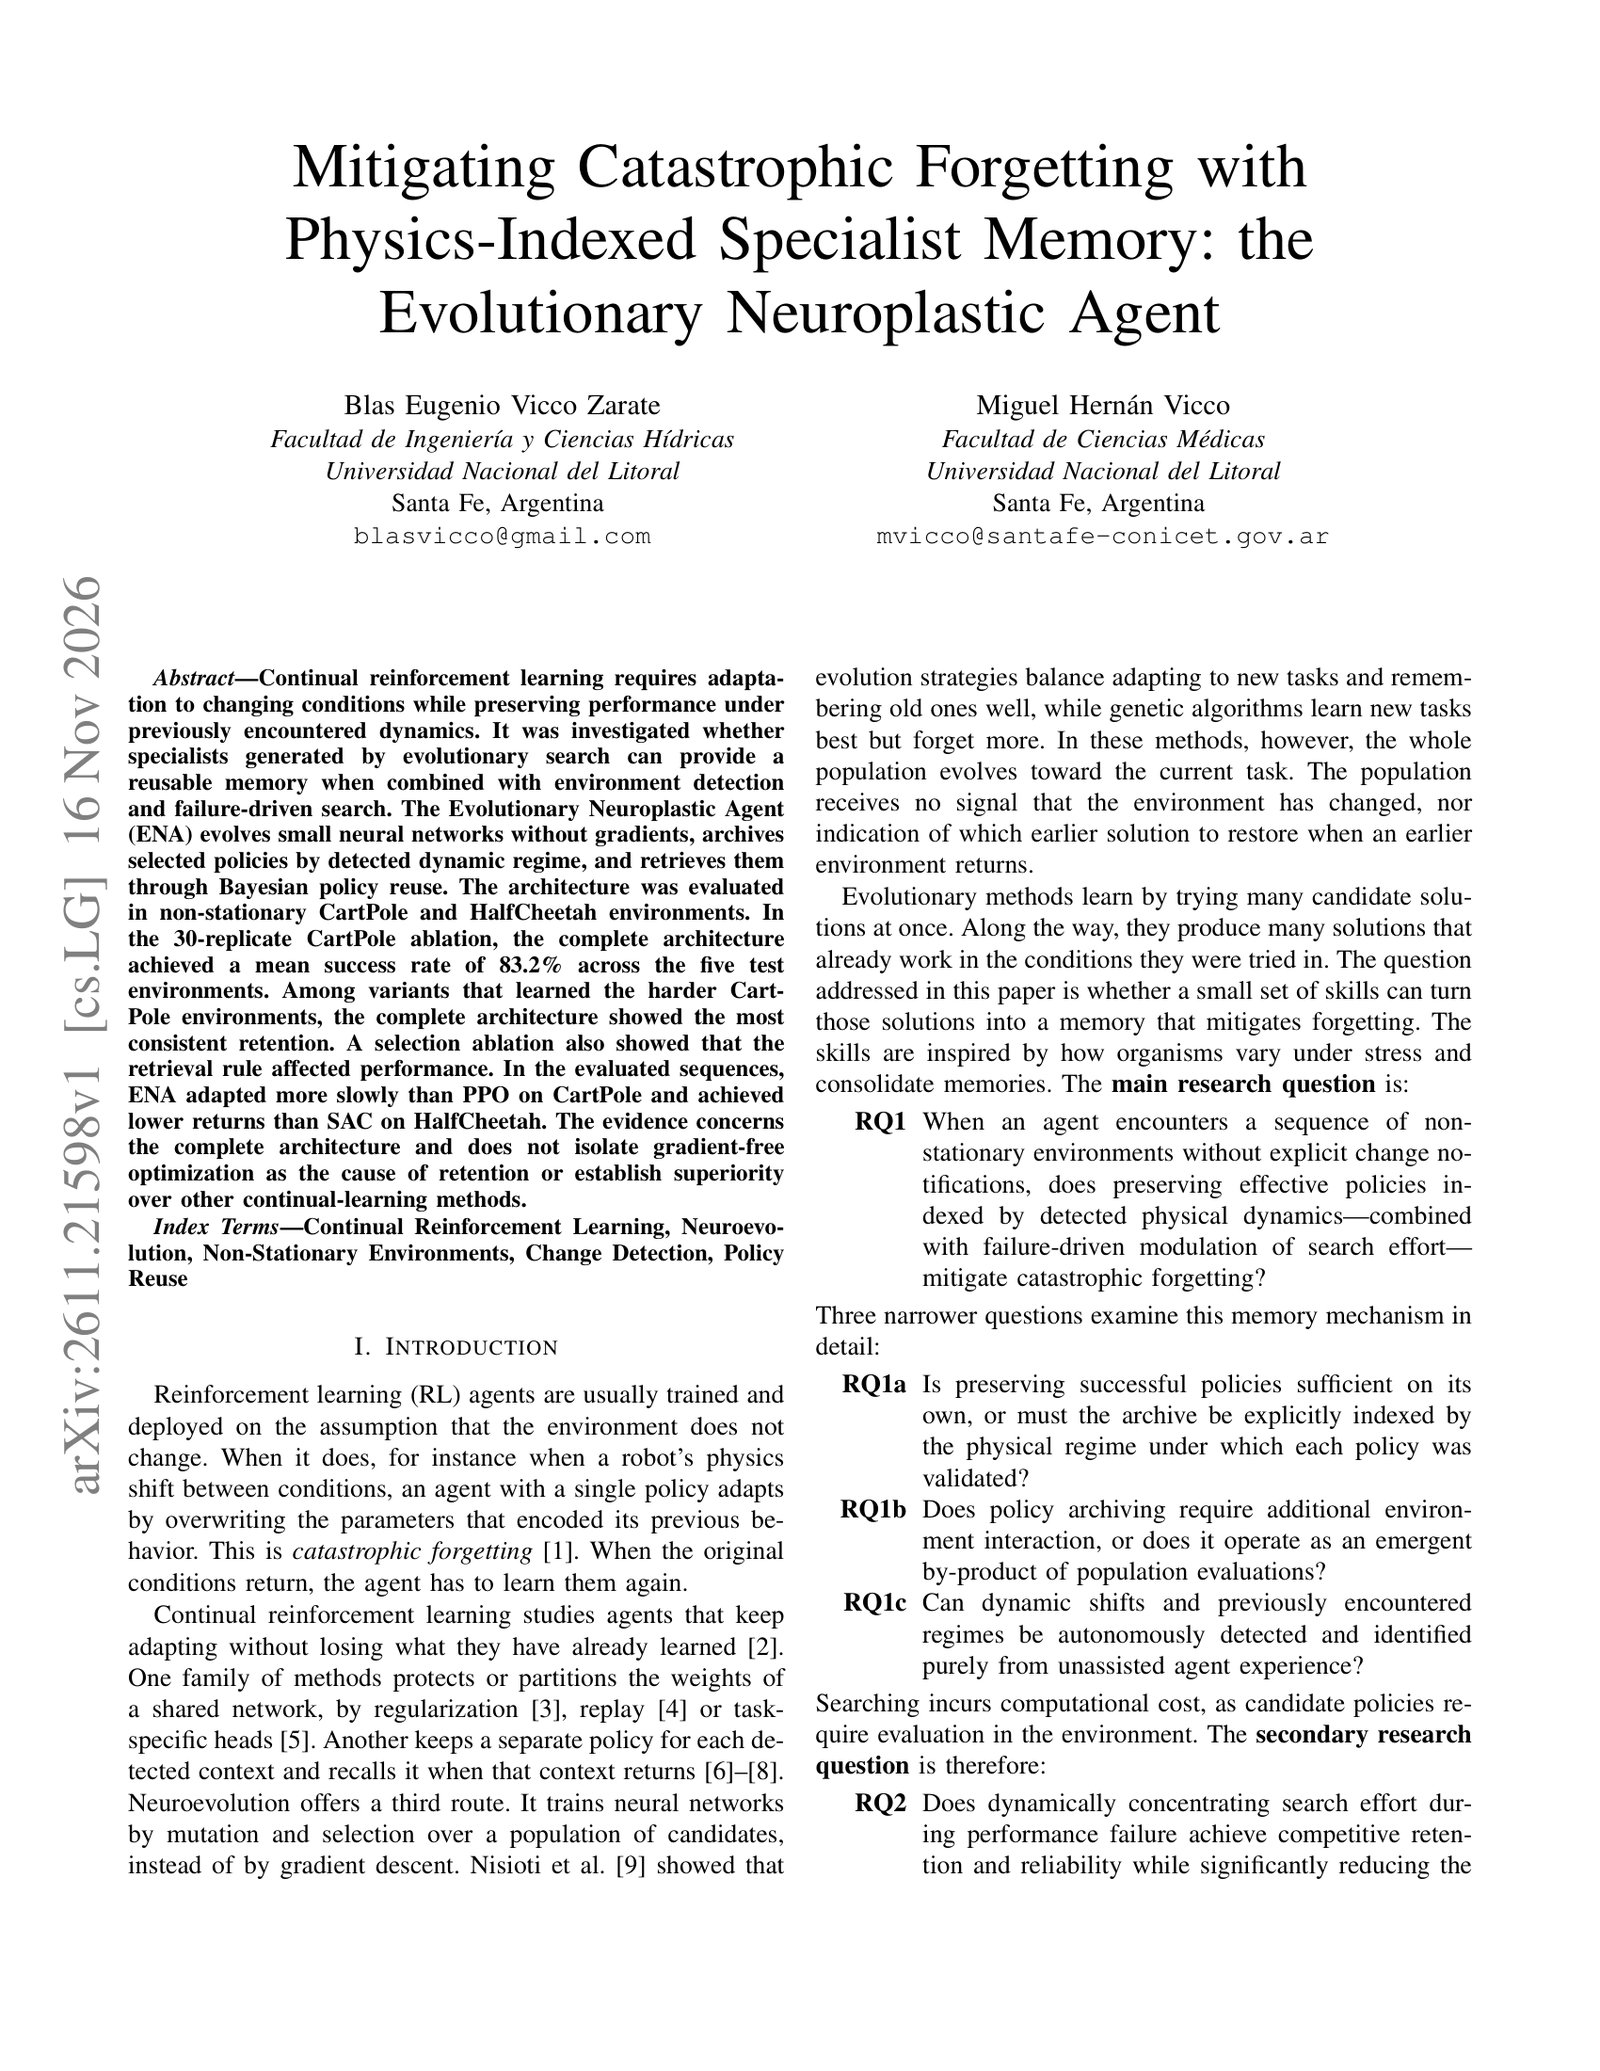 Mitigating Catastrophic Forgetting with
Physics-Indexed Specialist Memory: the
Evolutionary Neuroplastic Agent
Blas Eugenio Vicco Zarate
Facultad de Ingeniería y Ciencias Hídricas
Universidad Nacional del Litoral
Santa Fe, Argentina
blasvicco@gmail.com
Miguel Hernán Vicco
Facultad de Ciencias Médicas
Universidad Nacional del Litoral
Santa Fe, Argentina
mvicco@santafe-conicet.gov.ar
arXiv:2611.21598v1 [cs.LG] 16 Nov 2026
Abstract—Continual reinforcement learning requires adapta-
tion to changing conditions while preserving performance under
previously encountered dynamics. It was investigated whether
specialists generated by evolutionary search can provide a
reusable memory when combined with environment detection
and failure-driven search. The Evolutionary Neuroplastic Agent
(ENA) evolves small neural networks without gradients, archives
selected policies by detected dynamic regime, and retrieves them
through Bayesian policy reuse. The architecture was evaluated
in non-stationary CartPole and HalfCheetah environments. In
the 30-replicate CartPole ablation, the complete architecture
achieved a mean success rate of 83.2% across the five test
environments. Among variants that learned the harder Cart-
Pole environments, the complete architecture showed the most
consistent retention. A selection ablation also showed that the
retrieval rule affected performance. In the evaluated sequences,
ENA adapted more slowly than PPO on CartPole and achieved
lower returns than SAC on HalfCheetah. The evidence concerns
the complete architecture and does not isolate gradient-free
optimization as the cause of retention or establish superiority
over other continual-learning methods.
Index Terms—Continual Reinforcement Learning, Neuroevo-
lution, Non-Stationary Environments, Change Detection, Policy
Reuse
I. INTRODUCTION
Reinforcement learning (RL) agents are usually trained and
deployed on the assumption that the environment does not
change. When it does, for instance when a robot's physics
shift between conditions, an agent with a single policy adapts
by overwriting the parameters that encoded its previous be-
havior. This is catastrophic forgetting [1]. When the original
conditions return, the agent has to learn them again.
Continual reinforcement learning studies agents that keep
adapting without losing what they have already learned [2].
One family of methods protects or partitions the weights of
a shared network, by regularization [3], replay [4] or task-
specific heads [5]. Another keeps a separate policy for each de-
tected context and recalls it when that context returns [6]–[8].
Neuroevolution offers a third route. It trains neural networks
by mutation and selection over a population of candidates,
instead of by gradient descent. Nisioti et al. [9] showed that
evolution strategies balance adapting to new tasks and remem-
bering old ones well, while genetic algorithms learn new tasks
best but forget more. In these methods, however, the whole
population evolves toward the current task. The population
receives no signal that the environment has changed, nor
indication of which earlier solution to restore when an earlier
environment returns.
Evolutionary methods learn by trying many candidate solu-
tions at once. Along the way, they produce many solutions that
already work in the conditions they were tried in. The question
addressed in this paper is whether a small set of skills can turn
those solutions into a memory that mitigates forgetting. The
skills are inspired by how organisms vary under stress and
consolidate memories. The main research question is:
RQ1 When an agent encounters a sequence of non-
stationary environments without explicit change no-
tifications, does preserving effective policies in-
dexed by detected physical dynamics—combined
with failure-driven modulation of search effort—
mitigate catastrophic forgetting?
Three narrower questions examine this memory mechanism in
detail:
RQ1a Is preserving successful policies sufficient on its
own, or must the archive be explicitly indexed by
the physical regime under which each policy was
validated?
RQ1b Does policy archiving require additional environ-
ment interaction, or does it operate as an emergent
by-product of population evaluations?
RQ1c Can dynamic shifts and previously encountered
regimes be autonomously detected and identified
purely from unassisted agent experience?
Searching incurs computational cost, as candidate policies re-
quire evaluation in the environment. The secondary research
question is therefore:
RQ2 Does dynamically concentrating search effort dur-
ing performance failure achieve competitive reten-
tion and reliability while significantly reducing the